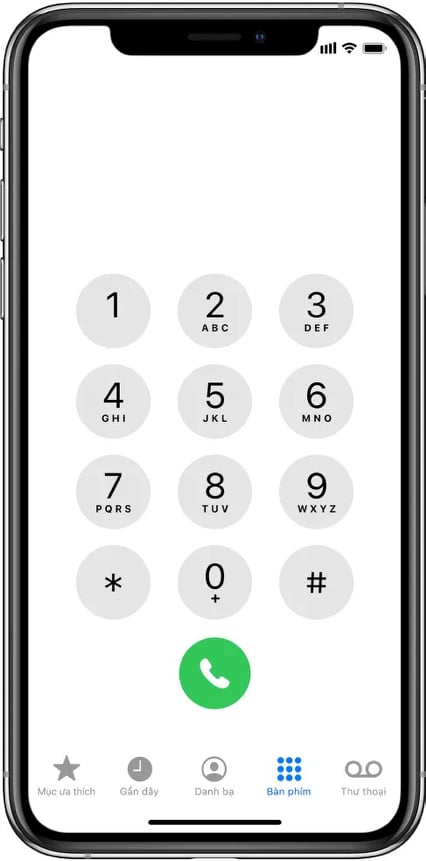 1 2 3
ABC DEF
4 5 6
GHI JKL MNO
7 8 9
PQRS TUV WXYZ
* 0 #
+
Mục ưa thích Gần đây Danh bạ Bàn phím Thư thoại